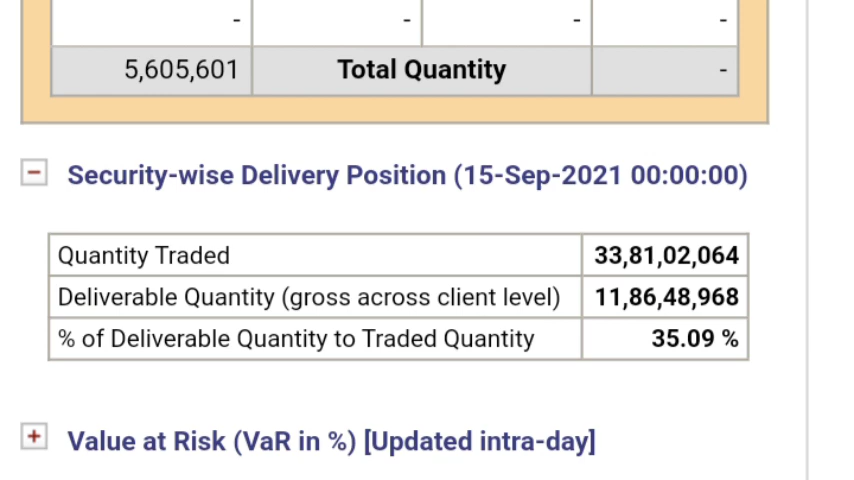 - - - -
5,605,601 Total Quantity -
Security-wise Delivery Position (15-Sep-2021 00:00:00)
Quantity Traded 33,81,02,064
Deliverable Quantity (gross across client level) 11,86,48,968
% of Deliverable Quantity to Traded Quantity 35.09 %
Value at Risk (VaR in %) [Updated intra-day]